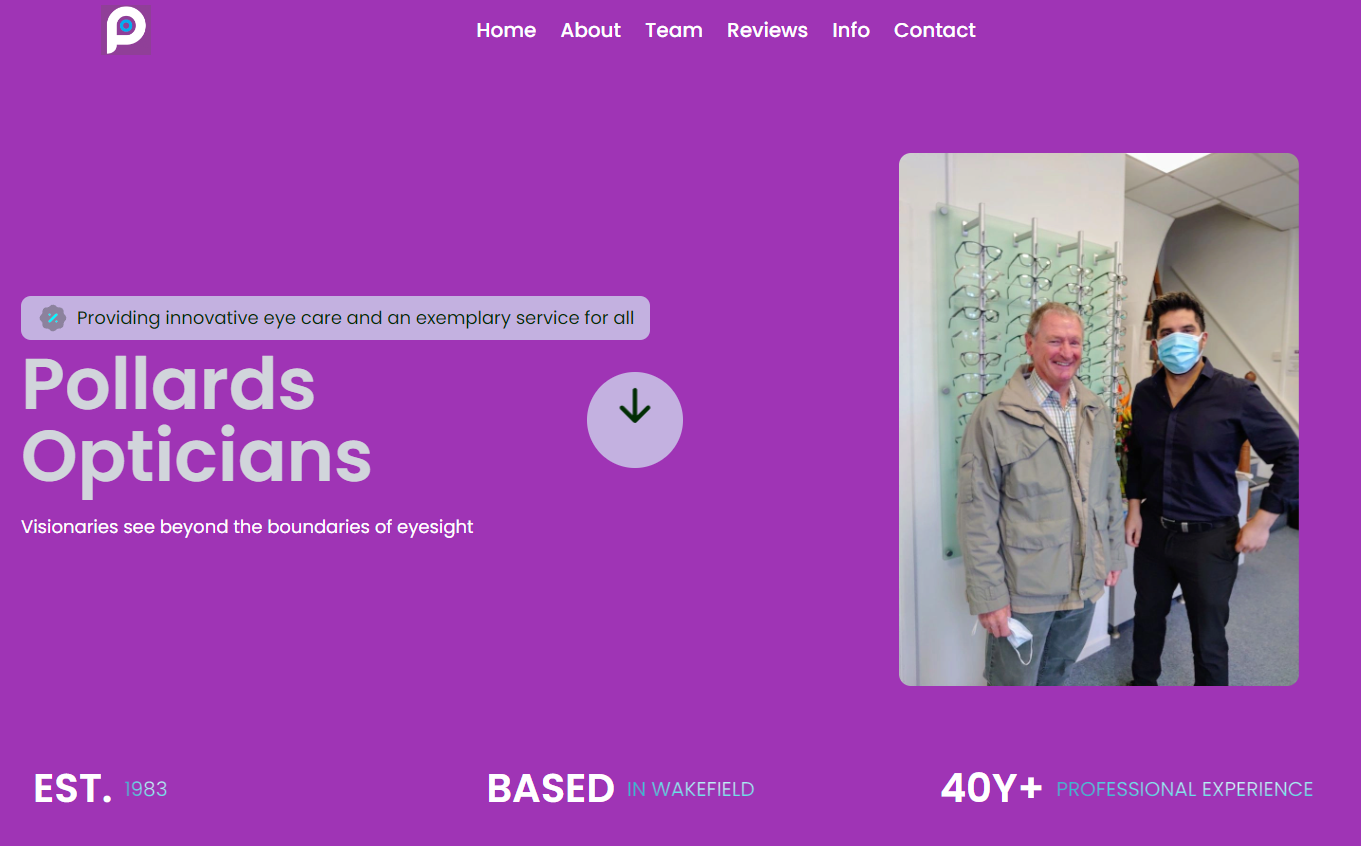 Home About Team Reviews Info Contact
Providing innovative eye care and an exemplary service for all
Pollards
Opticians
Visionaries see beyond the boundaries of eyesight
EST. 1983
BASED IN WAKEFIELD
40Y+ PROFESSIONAL EXPERIENCE